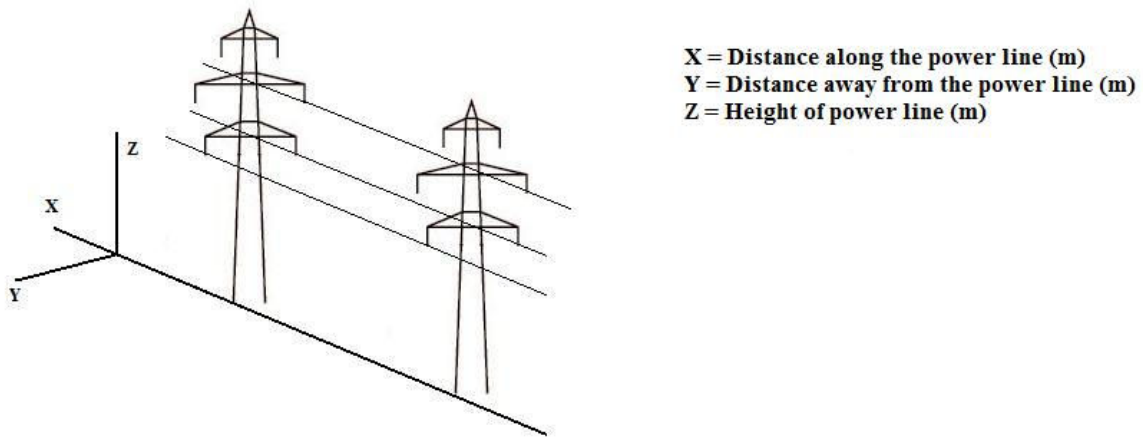 Z
X
Y
X = Distance along the power line (m)
Y = Distance away from the power line (m)
Z = Height of power line (m)